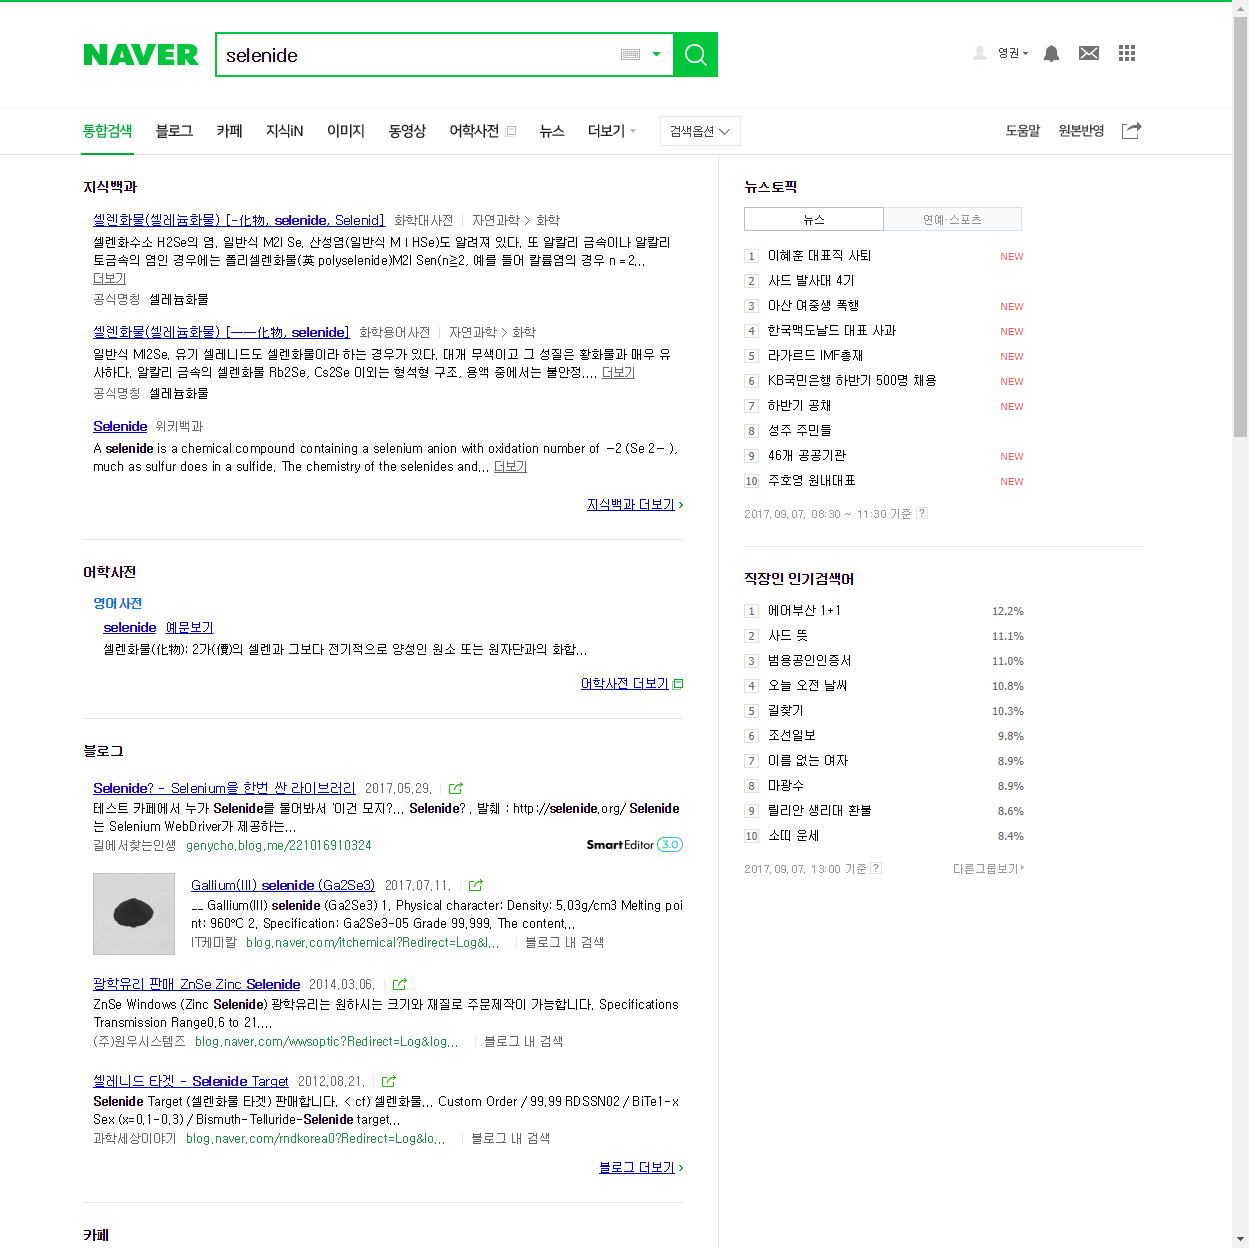 NAVER
selenide
영권
통합검색 블로그 카페 지식iN 이미지 동영상 어학사전 뉴스 더보기 검색옵션
도움말 원본반영
지식백과
셀렌화물(셀레늄화물) [-化物, selenide, Selenid] 화학대사전 자연과학 > 화학
셀렌화수소 H2Se의 염. 일반식 M2I Se. 산성염(일반식 M I HSe)도 알려져 있다. 또 알칼리 금속이나 알칼리
토금속의 염인 경우에는 폴리셀렌화물(英 polyselenide)M2I Sen(n≧2, 예를 들어 칼륨염의 경우 n =2...
더보기
공식명칭 셀레늄화물
셀렌화물(셀레늄화물) [──化物, selenide] 화학용어사전 자연과학 > 화학
일반식 MI2Se. 유기 셀레니드도 셀렌화물이라 하는 경우가 있다. 대개 무색이고 그 성질은 황화물과 매우 유
사하다. 알칼리 금속의 셀렌화물 Rb2Se, Cs2Se 이외는 형석형 구조, 용액 중에서는 불안정.... 더보기
공식명칭 셀레늄화물
Selenide 위키백과
A selenide is a chemical compound containing a selenium anion with oxidation number of −2 (Se 2− ),
much as sulfur does in a sulfide. The chemistry of the selenides and... 더보기
지식백과 더보기
어학사전
영어사전
selenide 예문보기
셀렌화물(化物): 2가(價)의 셀렌과 그보다 전기적으로 양성인 원소 또는 원자단과의 화합...
어학사전 더보기
블로그
Selenide? - Selenium을 한번 싼 라이브러리 2017.05.29.
테스트 카페에서 누가 Selenide를 물어봐서 '이건 모지?... Selenide? . 발췌 : http://selenide.org/ Selenide
는 Selenium WebDriver가 제공하는...
길에서찾는인생 genycho.blog.me/221016910324
SmartEditor 3.0
Gallium(III) selenide (Ga2Se3) 2017.07.11.
__ Gallium(III) selenide (Ga2Se3) 1. Physical character: Density: 5.03g/cm3 Melting poi
nt: 960°C 2. Specification: Ga2Se3-05 Grade 99.999. The content...
IT케미칼 blog.naver.com/itchemical?Redirect=Log&l... 블로그 내 검색
광학유리 판매 ZnSe Zinc Selenide 2014.03.06.
ZnSe Windows (Zinc Selenide) 광학유리는 원하시는 크기와 재질로 주문제작이 가능합니다. Specifications
Transmission Range0.6 to 21....
(주)원우시스템즈 blog.naver.com/wwsoptic?Redirect=Log&log... 블로그 내 검색
셀레니드 타겟 - Selenide Target 2012.08.21.
Selenide Target (셀렌화물 타겟) 판매합니다. < cf) 셀렌화물... Custom Order / 99.99 RDSSN02 / BiTe1-x
Sex (x=0.1-0.3) / Bismuth-Telluride-Selenide target...
과학세상이야기 blog.naver.com/rndkorea0?Redirect=Log&lo... 블로그 내 검색
블로그 더보기
카페
뉴스토픽
뉴스 연예·스포츠
1 이혜훈 대표직 사퇴 NEW
2 사드 발사대 4기
3 아산 여중생 폭행 NEW
4 한국맥도날드 대표 사과 NEW
5 라가르드 IMF총재 NEW
6 KB국민은행 하반기 500명 채용 NEW
7 하반기 공채 NEW
8 성주 주민들
9 46개 공공기관 NEW
10 주호영 원내대표 NEW
2017.09.07. 08:30 ~ 11:30 기준 ?
직장인 인기검색어
1 에어부산 1+1 12.2%
2 사드 뜻 11.1%
3 범용공인인증서 11.0%
4 오늘 오전 날씨 10.8%
5 길찾기 10.3%
6 조선일보 9.8%
7 이름 없는 여자 8.9%
8 마광수 8.9%
9 릴리안 생리대 환불 8.6%
10 소띠 운세 8.4%
2017.09.07. 13:00 기준 ? 다른그룹보기